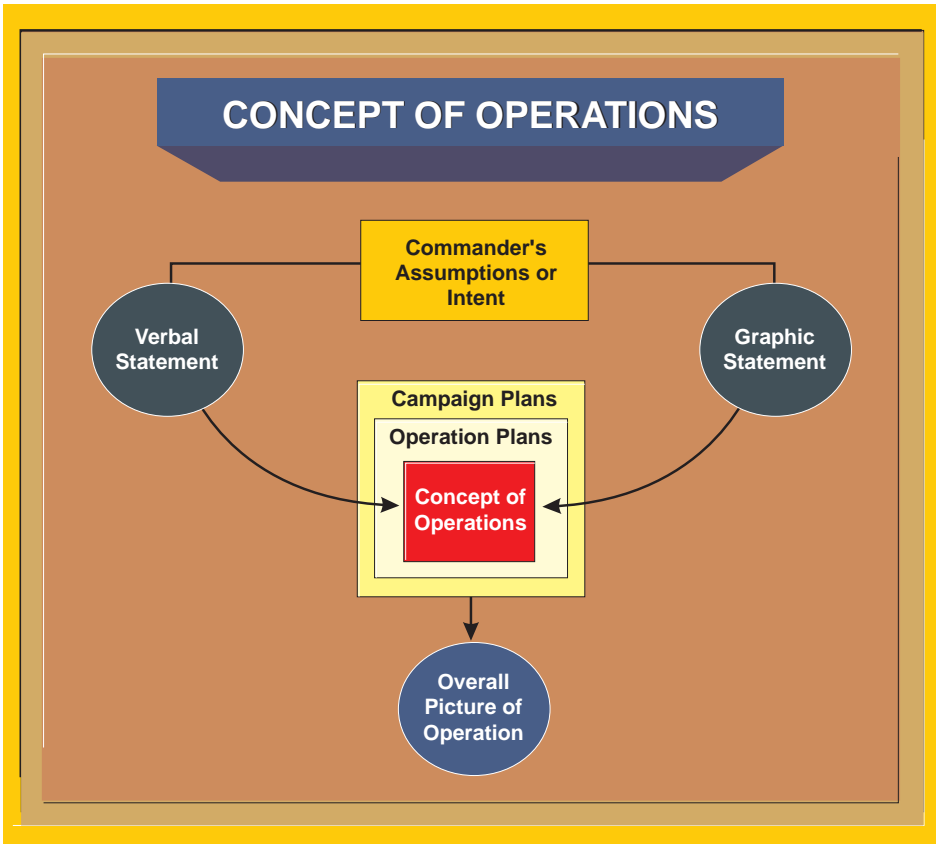 CONCEPT OF OPERATIONS
Commander's
Assumptions or
Intent
Verbal
Statement
Graphic
Statement
Campaign Plans
Operation Plans
Concept of
Operations
Overall
Picture of
Operation